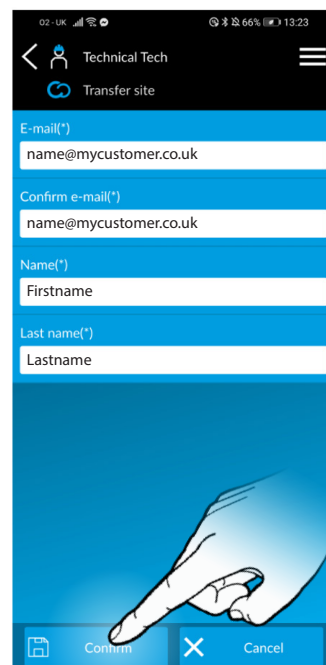 O2 - UK 66% 13:23
Technical Tech
Transfer site
E-mail(*)
name@mycustomer.co.uk
Confirm e-mail(*)
name@mycustomer.co.uk
Name(*)
Firstname
Last name(*)
Lastname
Confirm Cancel